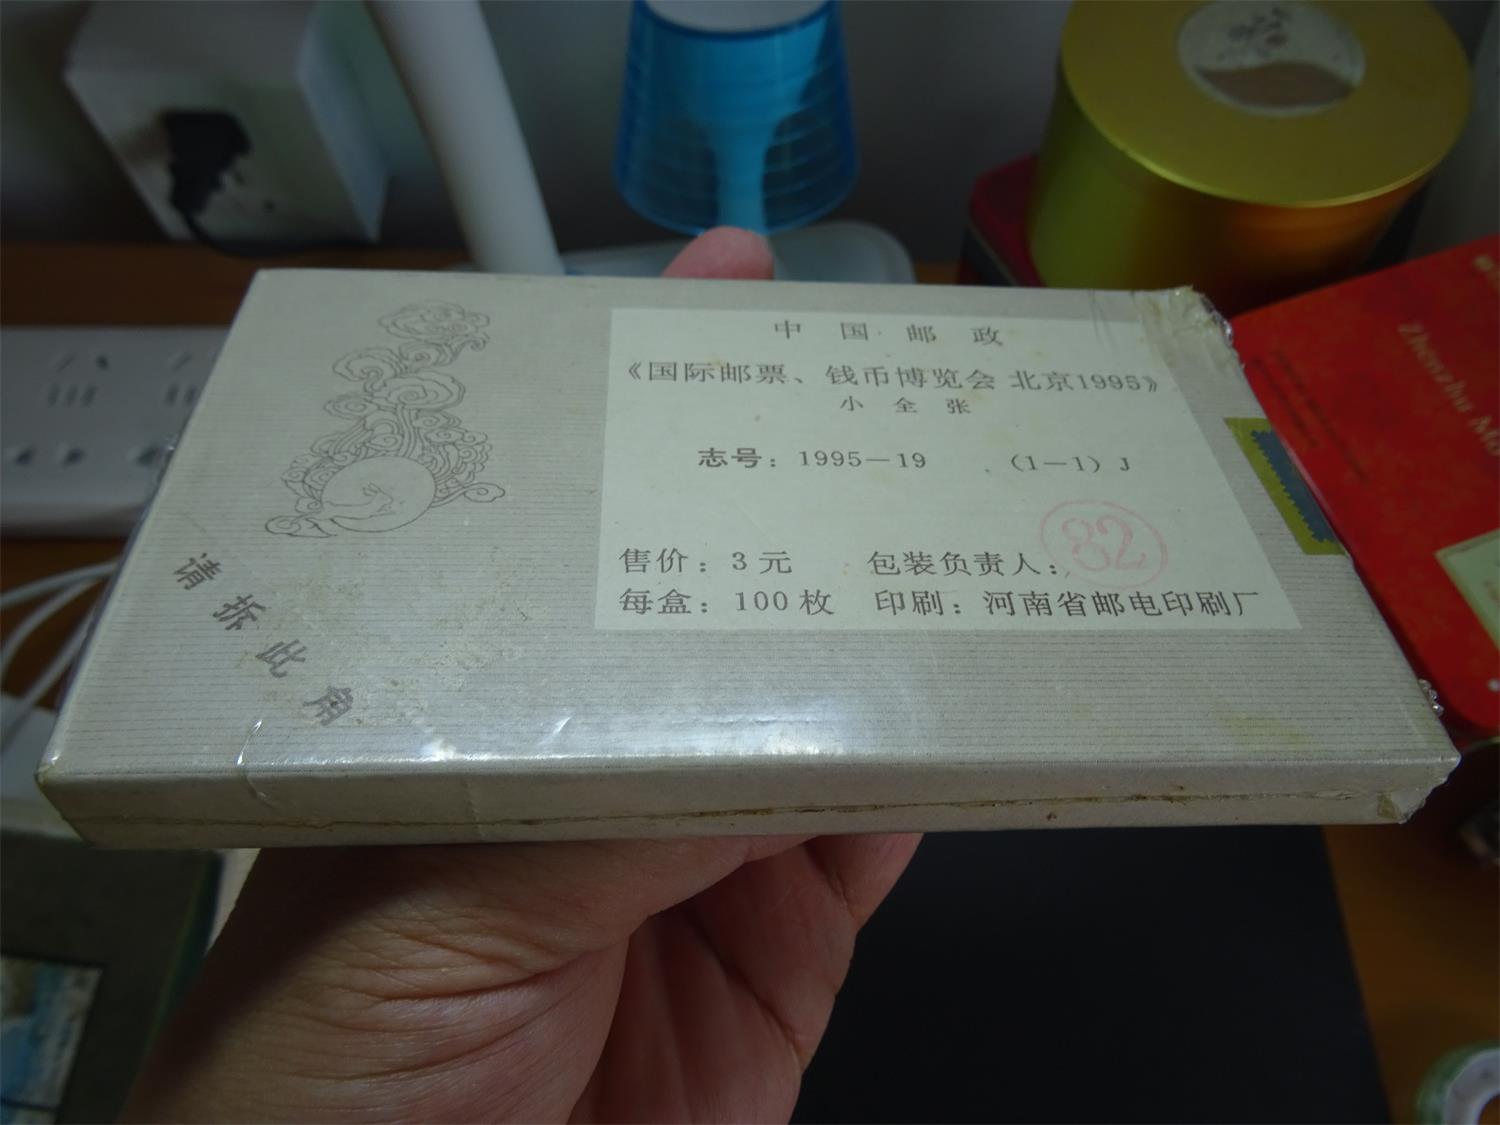 中国邮政
《国际邮票、钱币博览会 北京1995》
小全张
志号：1995—19 （1—1）J
售价：3元 包装负责人：
82
每盒：100枚 印刷：河南省邮电印刷厂
请拆此角
Zhenzhu